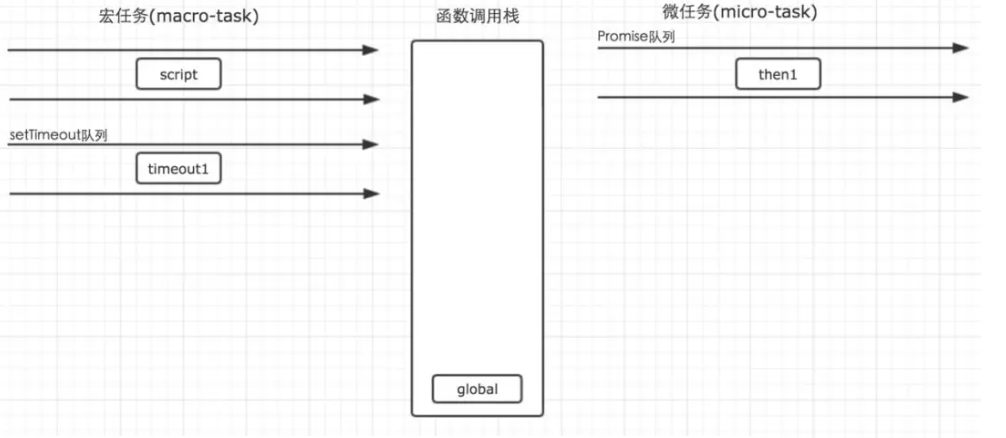 宏任务(macro-task)
函数调用栈
微任务(micro-task)
script
Promise队列
then1
setTimeout队列
timeout1
global